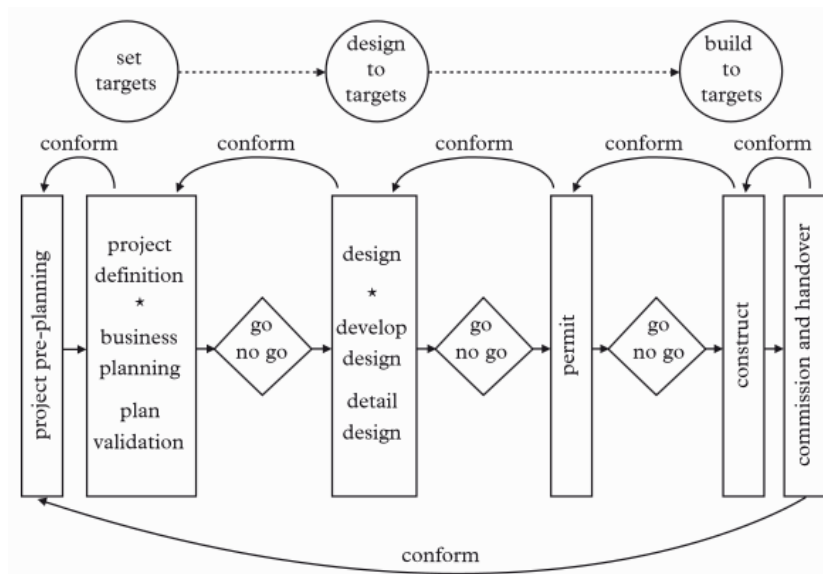 set
targets
design
to
targets
build
to
targets
conform
conform
conform
conform
conform
project pre-planning
project
definition
★
business
planning
plan
validation
go
no go
design
★
develop
design
detail
design
go
no go
permit
go
no go
construct
commission and handover
conform